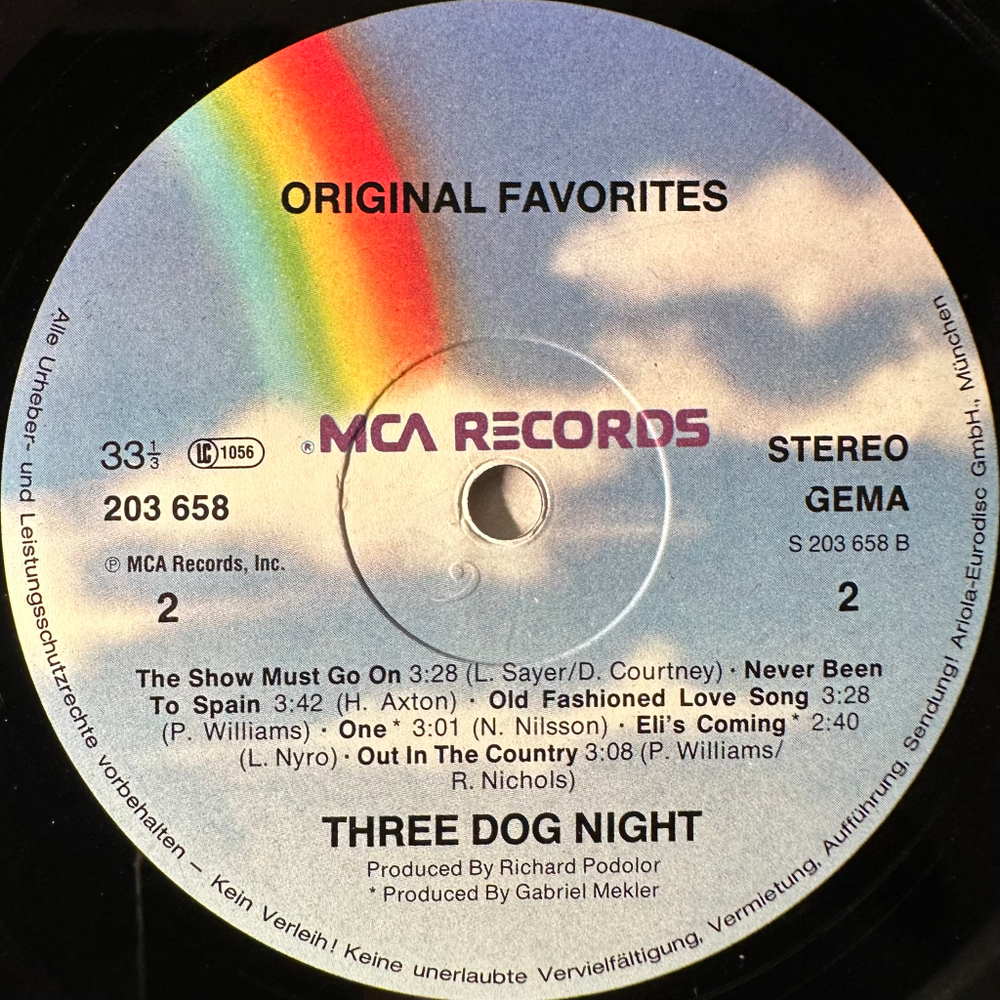 ORIGINAL FAVORITES
® MCA RECORDS
33⅓ LC 1056
203 658
℗ MCA Records, Inc.
2
STEREO
GEMA
S 203 658 B
2
The Show Must Go On 3:28 (L. Sayer/D. Courtney) · Never Been
To Spain 3:42 (H. Axton) · Old Fashioned Love Song 3:28
(P. Williams) · One* 3:01 (N. Nilsson) · Eli's Coming* 2:40
(L. Nyro) · Out In The Country 3:08 (P. Williams/
R. Nichols)
THREE DOG NIGHT
Produced By Richard Podolor
* Produced By Gabriel Mekler
Alle Urheber- und Leistungsschutzrechte vorbehalten – Kein Verleih! Keine unerlaubte Vervielfältigung, Vermietung, Aufführung, Sendung! Ariola-Eurodisc GmbH., München